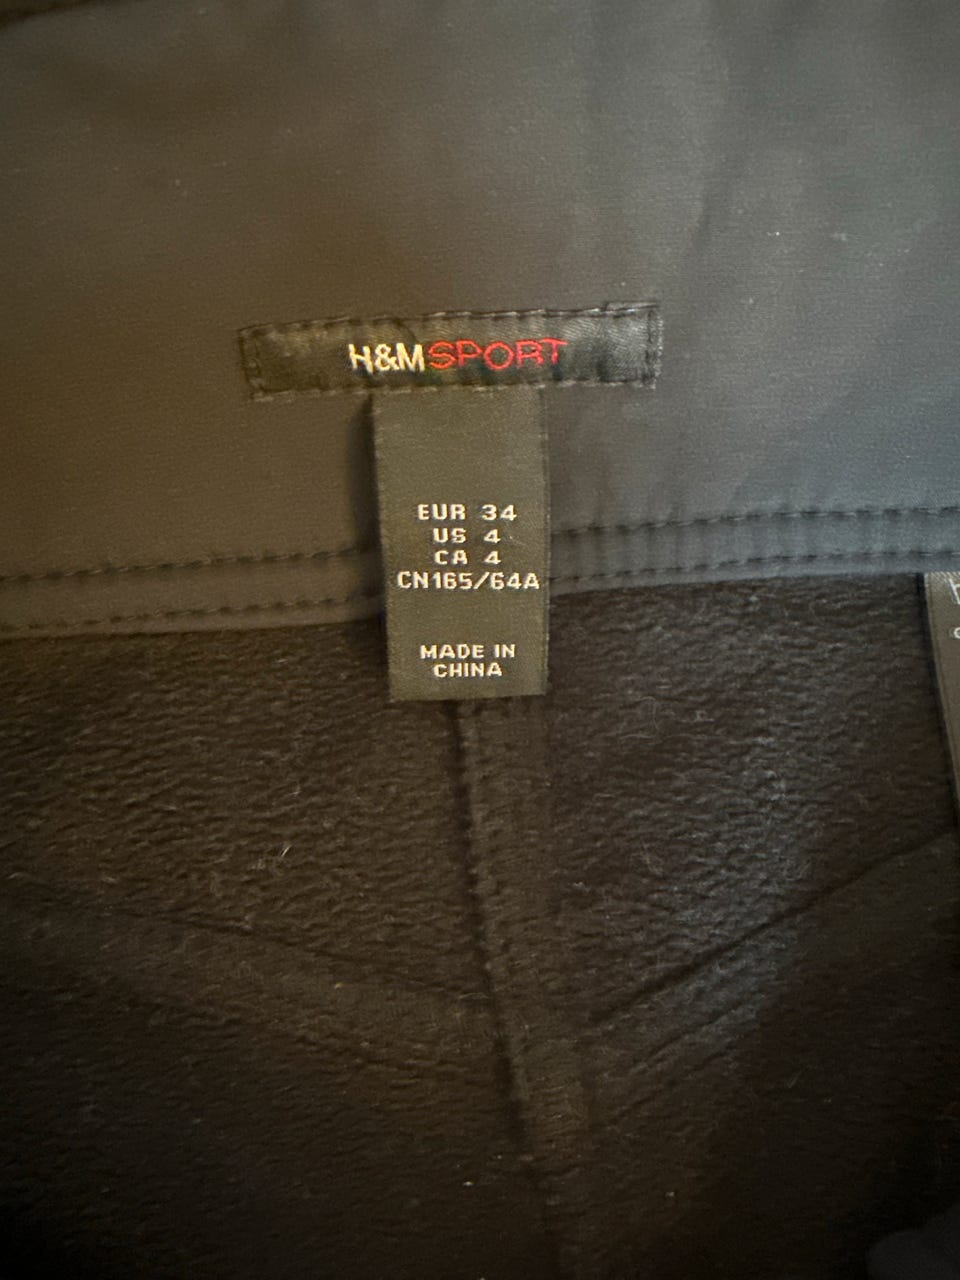 H&MSPORT
EUR 34
US 4
CA 4
CN165/64A
MADE IN
CHINA